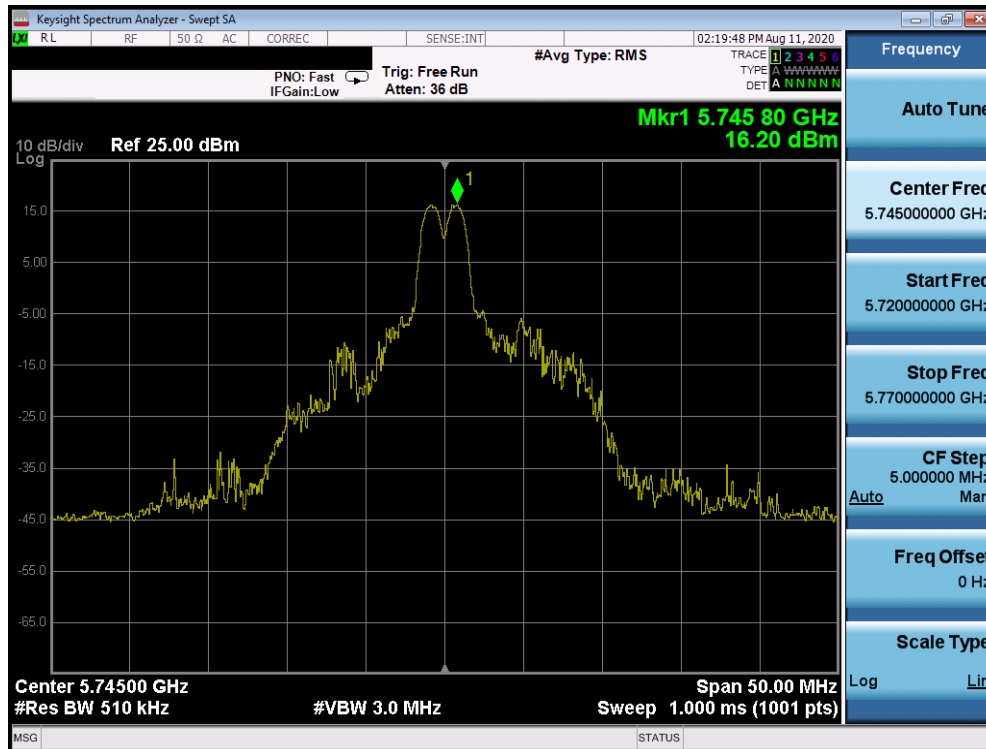 Keysight Spectrum Analyzer - Swept SA
LXI RL RF 50 Ω AC CORREC SENSE:INT 02:19:48 PM Aug 11, 2020
#Avg Type: RMS TRACE 1 2 3 4 5 6
PNO: Fast Trig: Free Run TYPE A WWWWW
IFGain:Low Atten: 36 dB DET A N N N N N
Mkr1 5.745 80 GHz
16.20 dBm
10 dB/div Ref 25.00 dBm
Log
1
15.0
5.00
-5.00
-15.0
-25.0
-35.0
-45.0
-55.0
-65.0
Center 5.74500 GHz Span 50.00 MHz
#Res BW 510 kHz #VBW 3.0 MHz Sweep 1.000 ms (1001 pts)
MSG STATUS
Frequency
Auto Tune
Center Freq
5.745000000 GHz
Start Freq
5.720000000 GHz
Stop Freq
5.770000000 GHz
CF Step
5.000000 MHz
Auto Man
Freq Offset
0 Hz
Scale Type
Log Lin